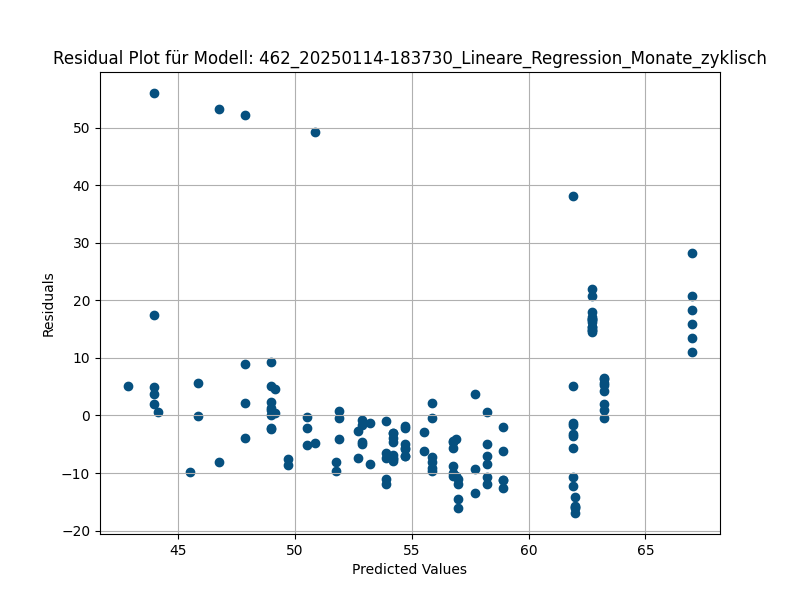 Residual Plot für Modell: 462_20250114-183730_Lineare_Regression_Monate_zyklisch
50
40
30
20
10
0
−10
−20
Residuals
45 50 55 60 65
Predicted Values